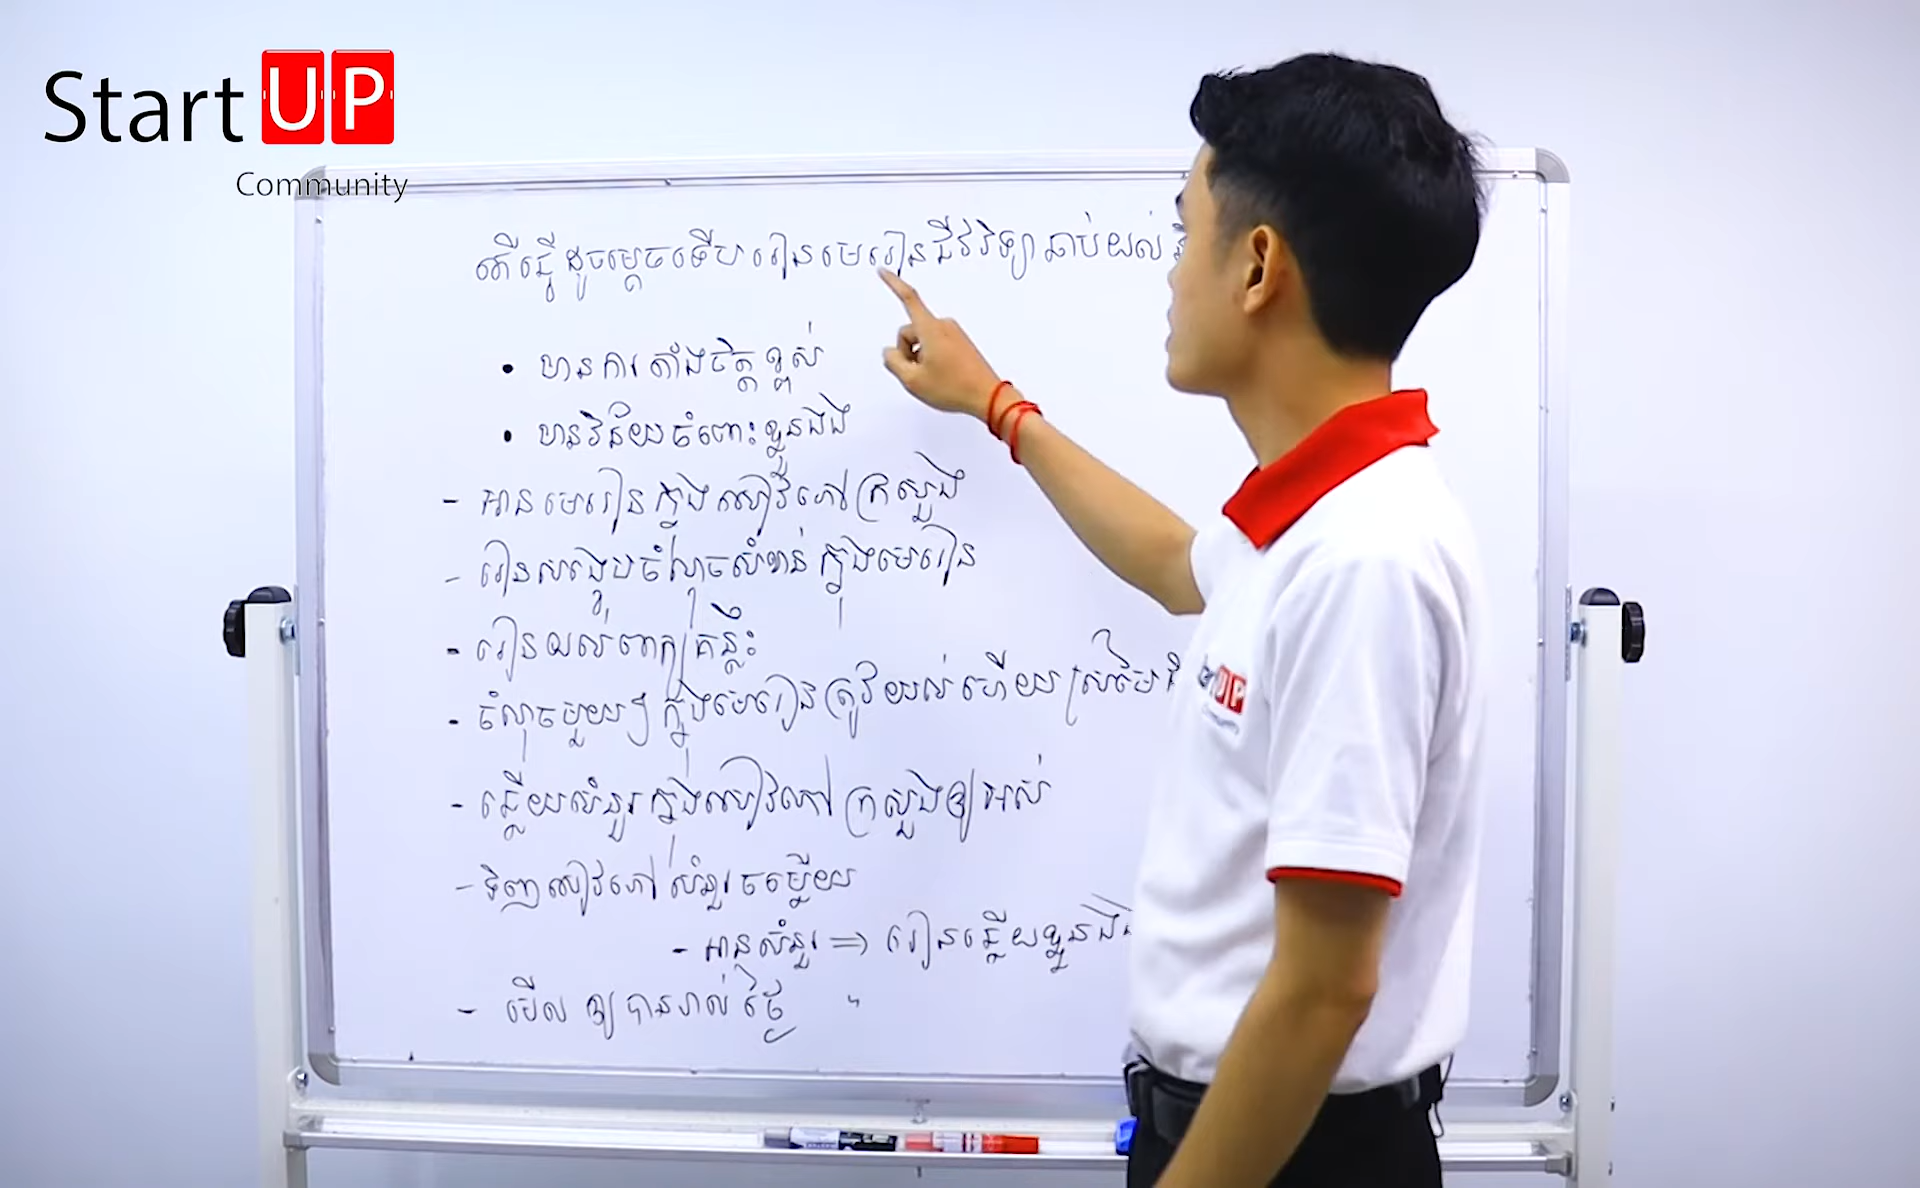 Start UP
Community
តើធ្វើដូចម្ដេចទើបរៀនមេរៀនជីវវិទ្យាឆាប់យល់
• មានការតាំងចិត្តខ្ពស់
• មានវិន័យចំពោះខ្លួនឯង
- អានមេរៀនក្នុងសៀវភៅក្រសួង
- រៀនសង្ខេបចំណុចសំខាន់ក្នុងមេរៀន
- រៀនយល់ពាក្យគន្លឹះ
- ចំណុចមួយៗក្នុងមេរៀនត្រូវយល់ហើយស្រមៃ
- ឆ្លើយសំនួរក្នុងសៀវភៅក្រសួងឲ្យអស់
- ទិញសៀវភៅសំនួរចម្លើយ
- អានសំនួរ => រៀនឆ្លើយខ្លួនឯង
- មើលឲ្យបានរាល់ថ្ងៃ
UP